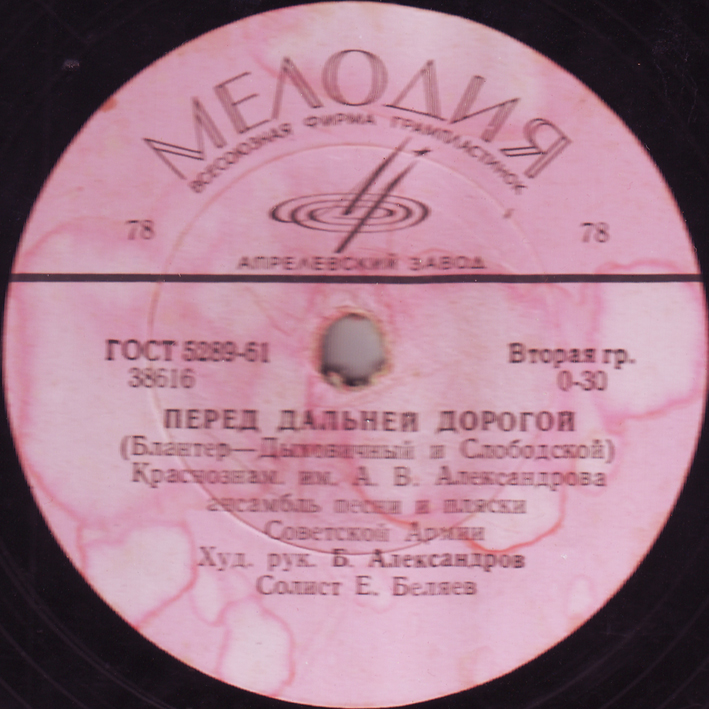 МЕЛОДИЯ
ВСЕСОЮЗНАЯ ФИРМА ГРАМПЛАСТИНОК
78 78
АПРЕЛЕВСКИЙ ЗАВОД
ГОСТ 5289-61 Вторая гр.
38616 0-30
ПЕРЕД ДАЛЬНЕЙ ДОРОГОЙ
(Блантер—Дыховичный и Слободской)
Краснознам. им. А. В. Александрова
ансамбль песни и пляски
Советской Армии
Худ. рук. Б. Александров
Солист Е. Беляев